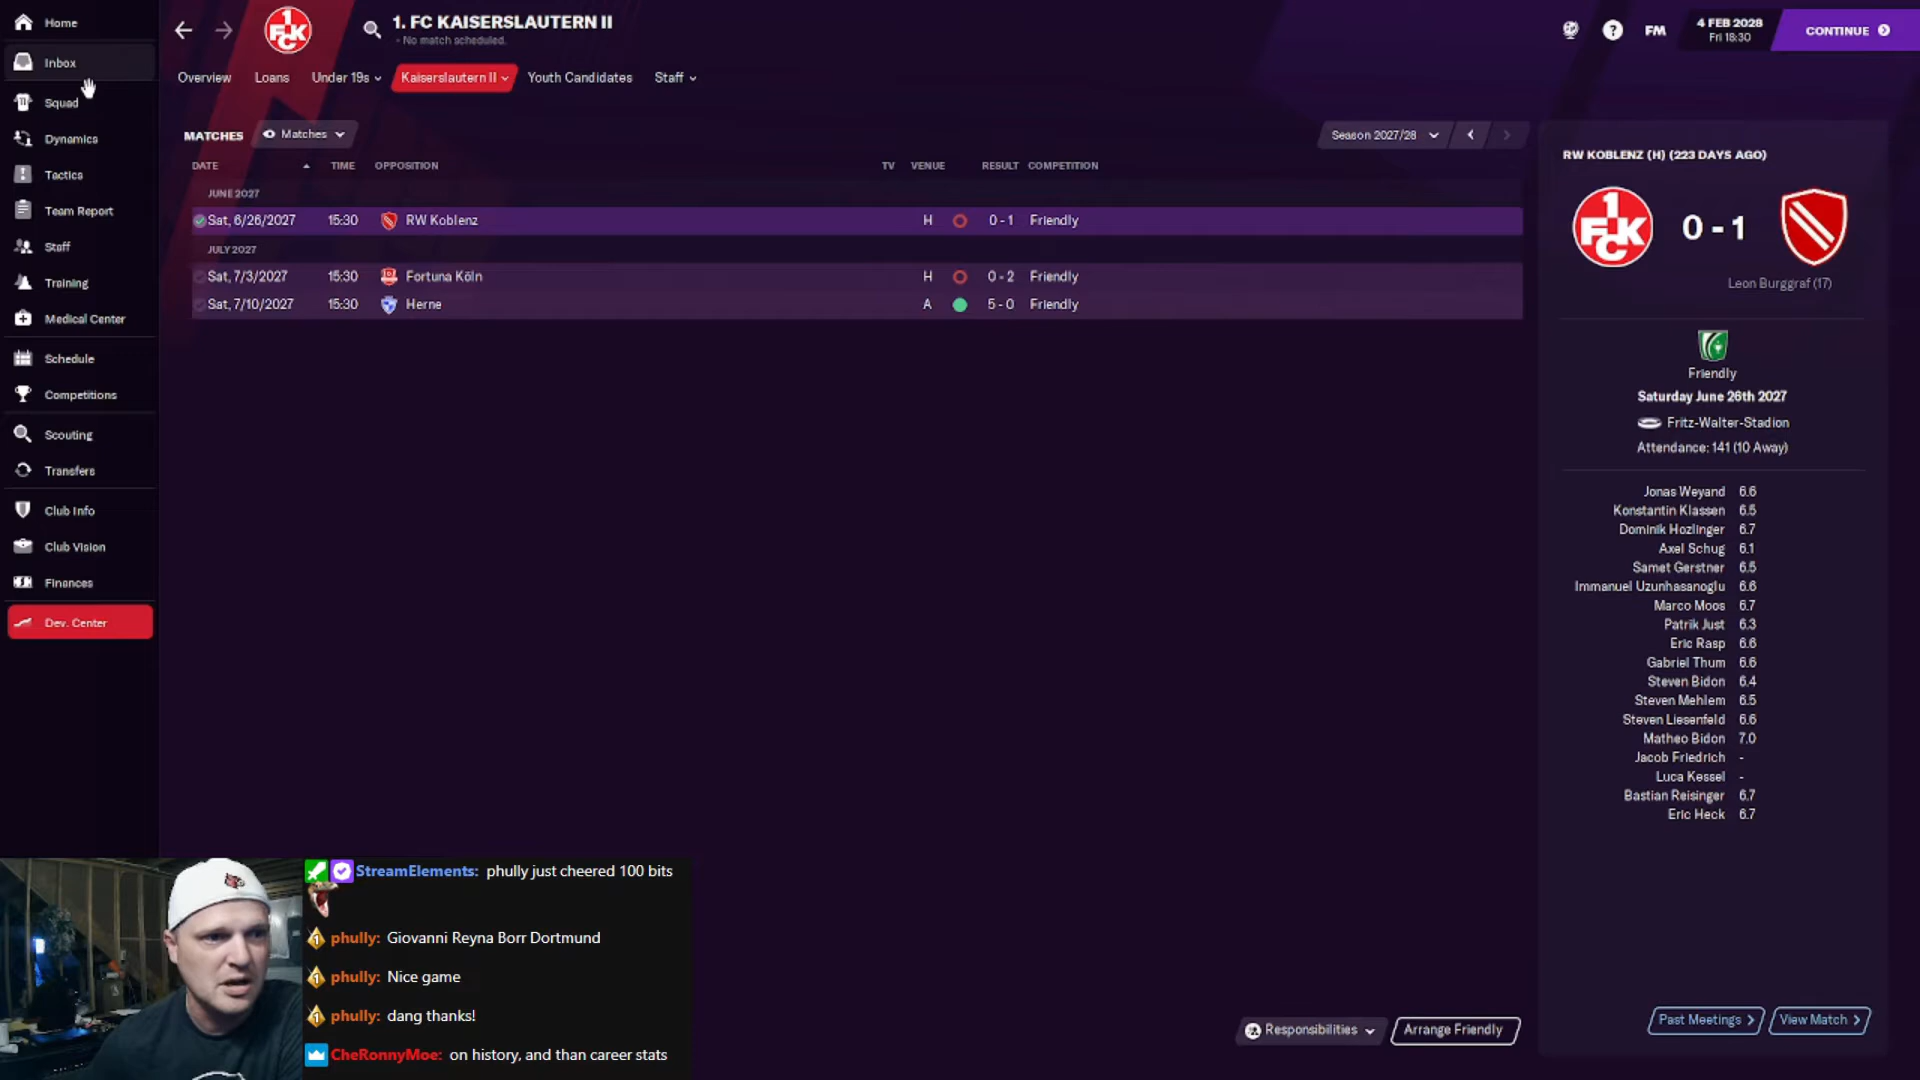 Home
Inbox
Squad
Dynamics
Tactics
Team Report
Staff
Training
Medical Center
Schedule
Competitions
Scouting
Transfers
Club Info
Club Vision
Finances
Dev. Center
1. FC KAISERSLAUTERN II
- No match scheduled.
FM
4 FEB 2028
Fri 18:30
CONTINUE
Overview
Loans
Under 19s
Kaiserslautern II
Youth Candidates
Staff
MATCHES
Matches
Season 2027/28
DATE TIME OPPOSITION TV VENUE RESULT COMPETITION
JUNE 2027
Sat, 6/26/2027 15:30 RW Koblenz H 0 - 1 Friendly
JULY 2027
Sat, 7/3/2027 15:30 Fortuna Köln H 0 - 2 Friendly
Sat, 7/10/2027 15:30 Herne A 5 - 0 Friendly
RW KOBLENZ (H) (223 DAYS AGO)
1 FCK
0 - 1
Leon Burggraf (17)
Friendly
Saturday June 26th 2027
Fritz-Walter-Stadion
Attendance: 141 (10 Away)
Jonas Weyand 6.6
Konstantin Klassen 6.5
Dominik Hozlinger 6.7
Axel Schug 6.1
Samet Gerstner 6.5
Immanuel Uzunhasanoglu 6.6
Marco Moos 6.7
Patrik Just 6.3
Eric Rasp 6.6
Gabriel Thum 6.6
Steven Bidon 6.4
Steven Mehlem 6.5
Steven Liesenfeld 6.6
Matheo Bidon 7.0
Jacob Friedrich -
Luca Kessel -
Bastian Reisinger 6.7
Eric Heck 6.7
Past Meetings
View Match
Responsibilities
Arrange Friendly
StreamElements: phully just cheered 100 bits
phully: Giovanni Reyna Borr Dortmund
phully: Nice game
phully: dang thanks!
CheRonnyMoe: on history, and than career stats